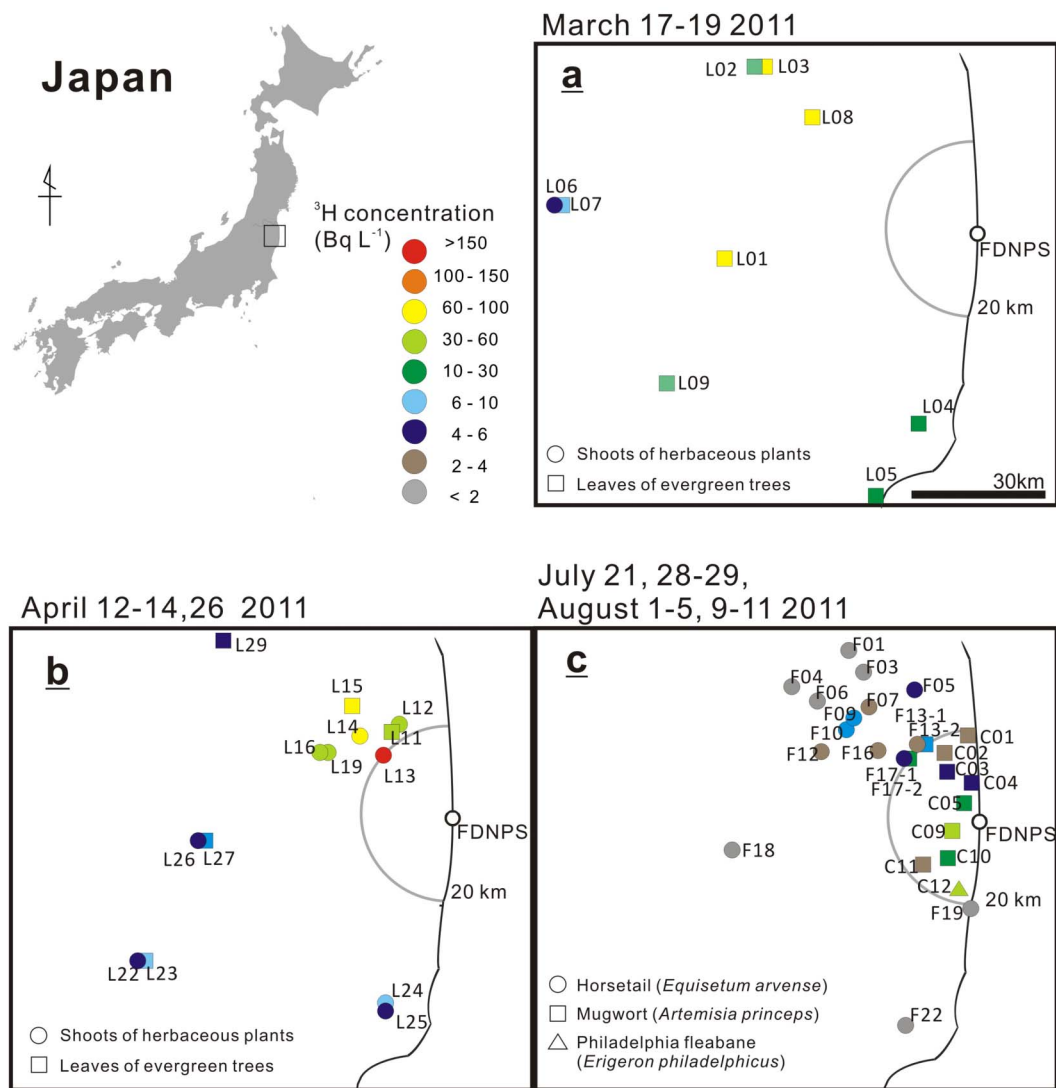 Japan
³H concentration
(Bq L⁻¹)
>150
100 - 150
60 - 100
30 - 60
10 - 30
6 - 10
4 - 6
2 - 4
< 2
March 17-19 2011
a
L02
L03
L08
L06
L07
FDNPS
L01
20 km
L09
L04
L05
Shoots of herbaceous plants
Leaves of evergreen trees
30km
April 12-14,26 2011
b
L29
L15
L12
L14
L11
L16
L19
L13
FDNPS
L26
L27
20 km
L22
L23
L24
L25
Shoots of herbaceous plants
Leaves of evergreen trees
July 21, 28-29,
August 1-5, 9-11 2011
c
F01
F03
F04
F05
F06
F07
F09
F13-1
F13-2
F10
C01
F12
F16
C02
F17-1
C03
F17-2
C04
C05
C09
FDNPS
F18
C10
C11
C12
20 km
F19
F22
Horsetail (Equisetum arvense)
Mugwort (Artemisia princeps)
Philadelphia fleabane
(Erigeron philadelphicus)